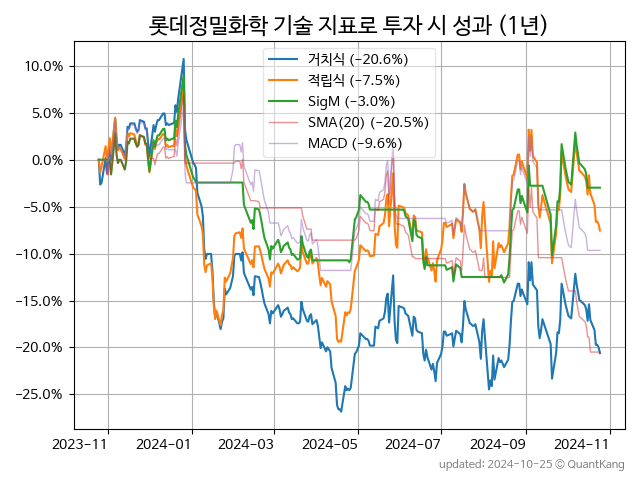 롯데정밀화학 기술 지표로 투자 시 성과 (1년)
거치식 (−20.6%)
적립식 (−7.5%)
SigM (−3.0%)
SMA(20) (−20.5%)
MACD (−9.6%)
10.0%
5.0%
0.0%
−5.0%
−10.0%
−15.0%
−20.0%
−25.0%
2023-11 2024-01 2024-03 2024-05 2024-07 2024-09 2024-11
updated: 2024-10-25 ⓒ QuantKang